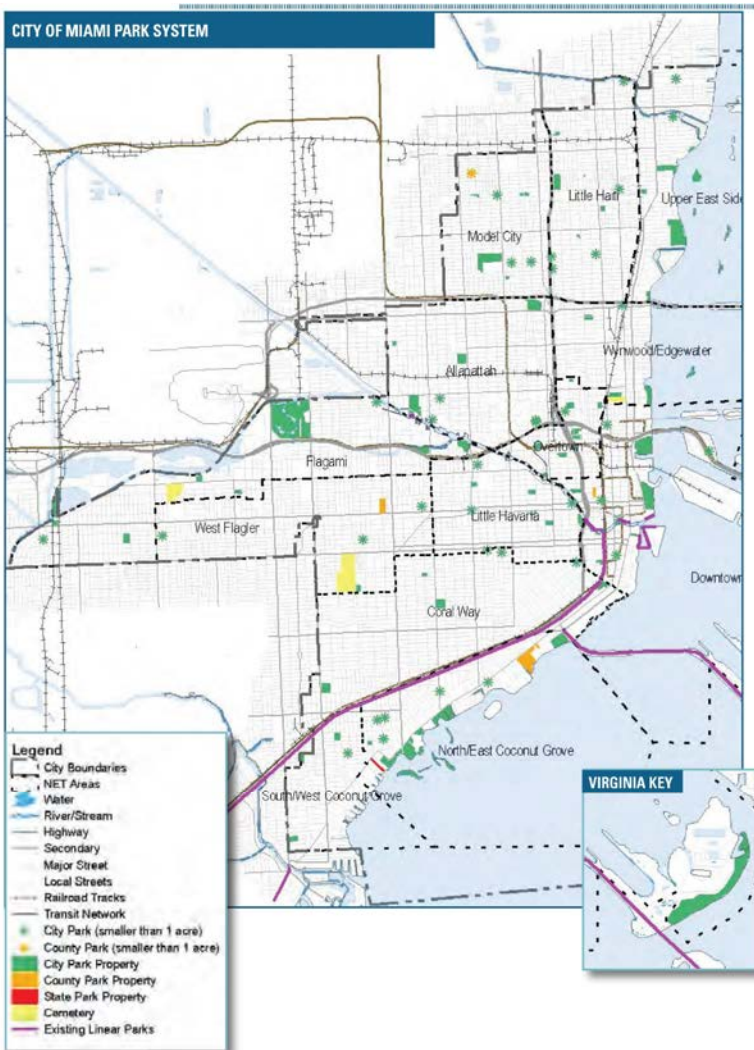 CITY OF MIAMI PARK SYSTEM
Little Haiti
Upper East Side
Model City
Wynwood/Edgewater
Allapattah
Overtown
Flagami
Little Havana
West Flagler
Downtown
Coral Way
North/East Coconut Grove
South/West Coconut Grove
Legend
City Boundaries
NET Areas
Water
River/Stream
Highway
Secondary
Major Street
Local Streets
Railroad Tracks
Transit Network
City Park (smaller than 1 acre)
County Park (smaller than 1 acre)
City Park Property
County Park Property
State Park Property
Cemetery
Existing Linear Parks
VIRGINIA KEY